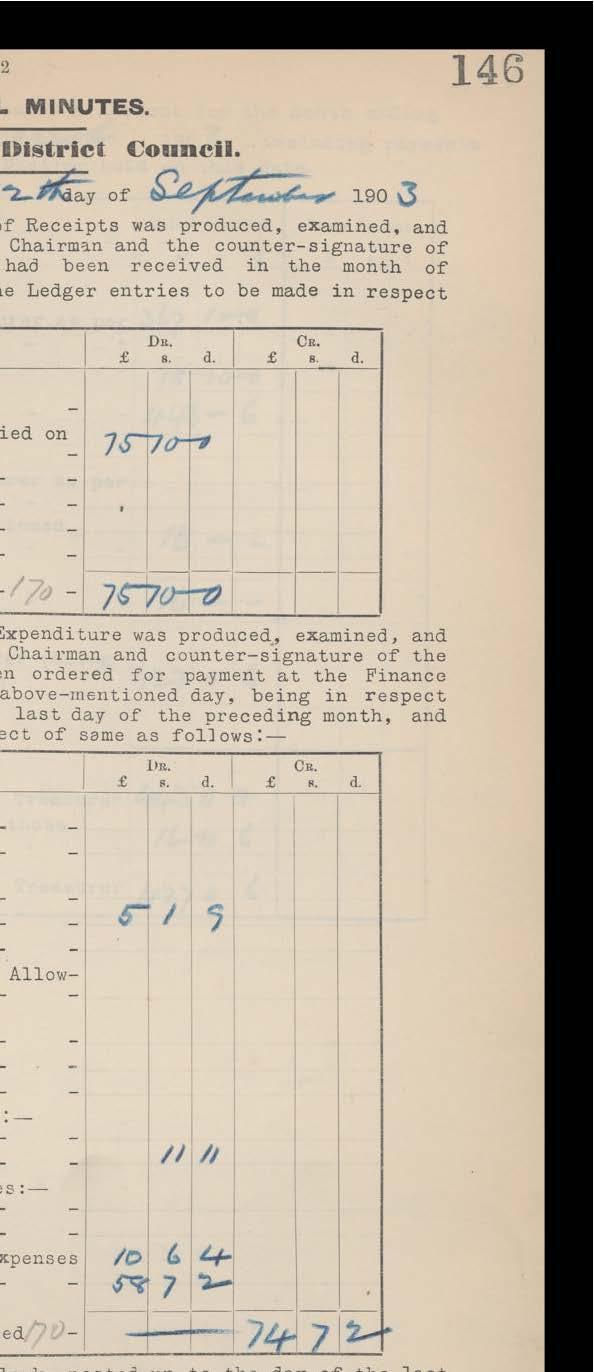 2
146
L MINUTES.
District Council.
2th day of September 1903
of Receipts was produced, examined, and
Chairman and the counter-signature of
had been received in the month of
e Ledger entries to be made in respect
DR. CR.
£ s. d. £ s. d.
-
ied on 75 10 0
-
-
-
-
-
-170 - 75 10 0
Expenditure was produced, examined, and
Chairman and counter-signature of the
en ordered for payment at the Finance
above-mentioned day, being in respect
last day of the preceding month, and
ect of same as follows:—
DR. CR.
£ s. d. £ s. d.
-
-
-
- 5 1 9
-
Allow-
-
-
-
-
:—
-
- 11 11
es:—
-
xpenses 10 6 4
- 58 7 2
ed 170 - — 74 7 2